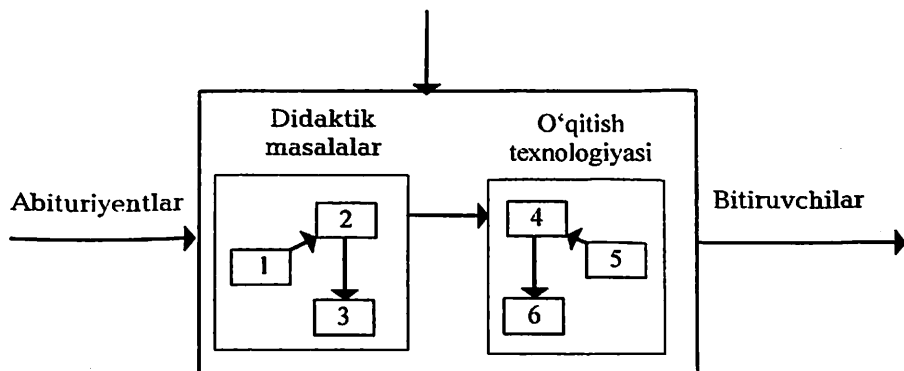 Didaktik
masalalar
O‘qitish
texnologiyasi
Abituriyentlar
Bitiruvchilar
2
1
3
4
5
6